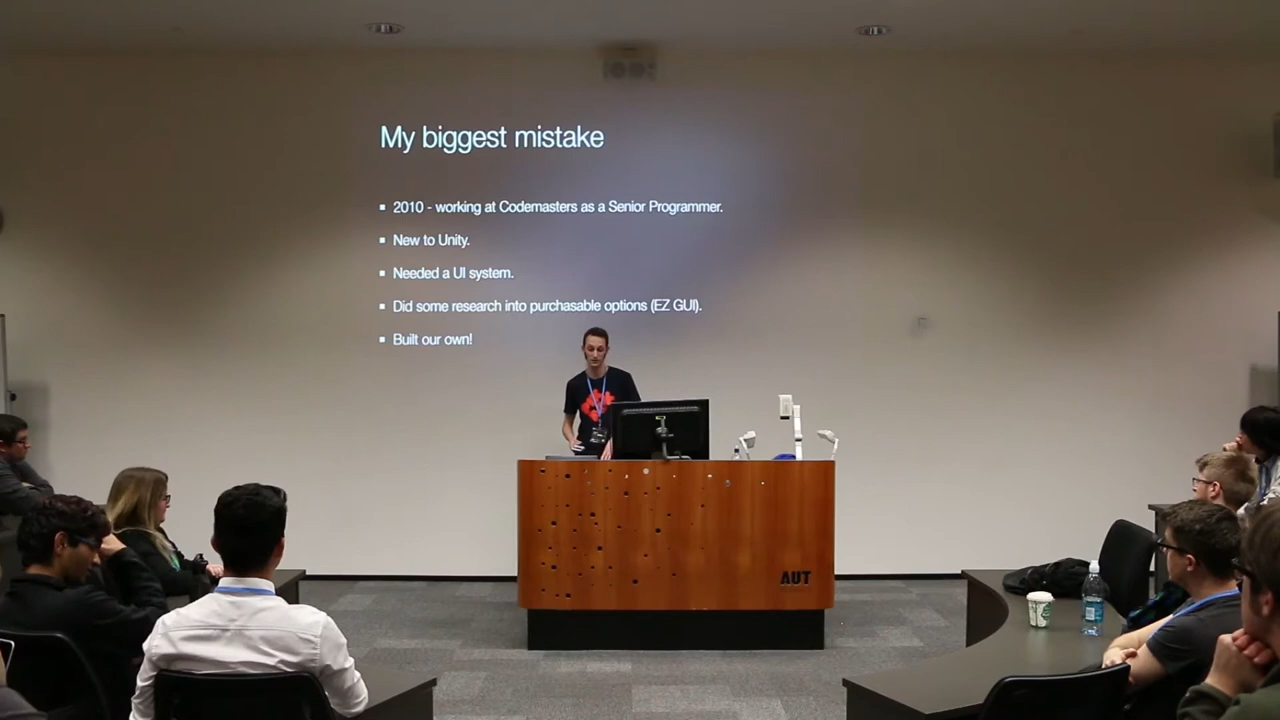 My biggest mistake
2010 - working at Codemasters as a Senior Programmer.
New to Unity.
Needed a UI system.
Did some research into purchasable options (EZ GUI).
Built our own!
AUT